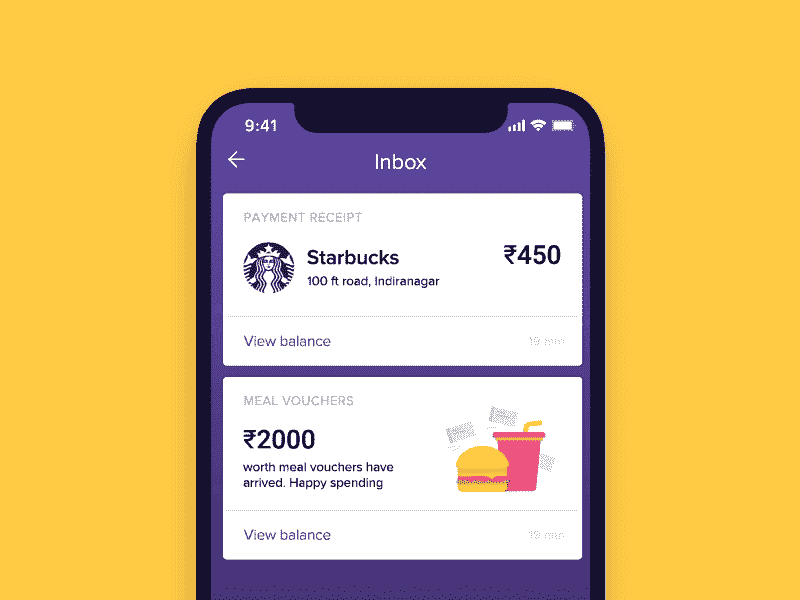 9:41
Inbox
PAYMENT RECEIPT
Starbucks
₹450
100 ft road, Indiranagar
View balance
19 min
MEAL VOUCHERS
₹2000
worth meal vouchers have
arrived. Happy spending
View balance
19 min